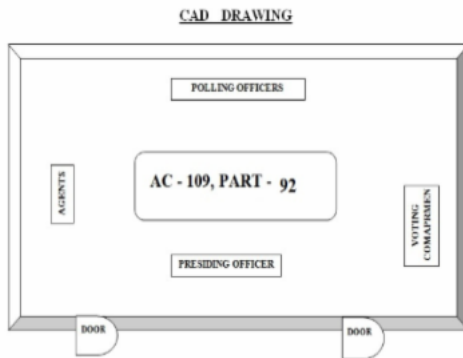 CAD DRAWING
POLLING OFFICERS
AGENTS
AC - 109, PART - 92
VOTING
COMAPRMEN
PRESIDING OFFICER
DOOR
DOOR